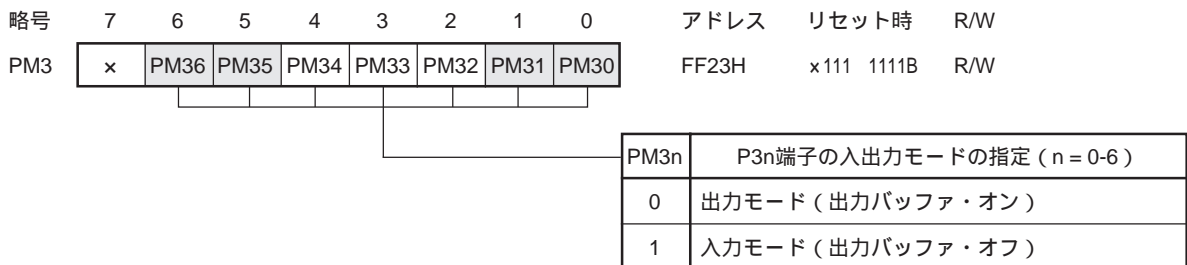 略号 7 6 5 4 3 2 1 0 アドレス リセット時 R/W
PM3 × PM36 PM35 PM34 PM33 PM32 PM31 PM30 FF23H ×111 1111B R/W
PM3n P3n端子の入出力モードの指定（n = 0-6）
0 出力モード（出力バッファ・オン）
1 入力モード（出力バッファ・オフ）